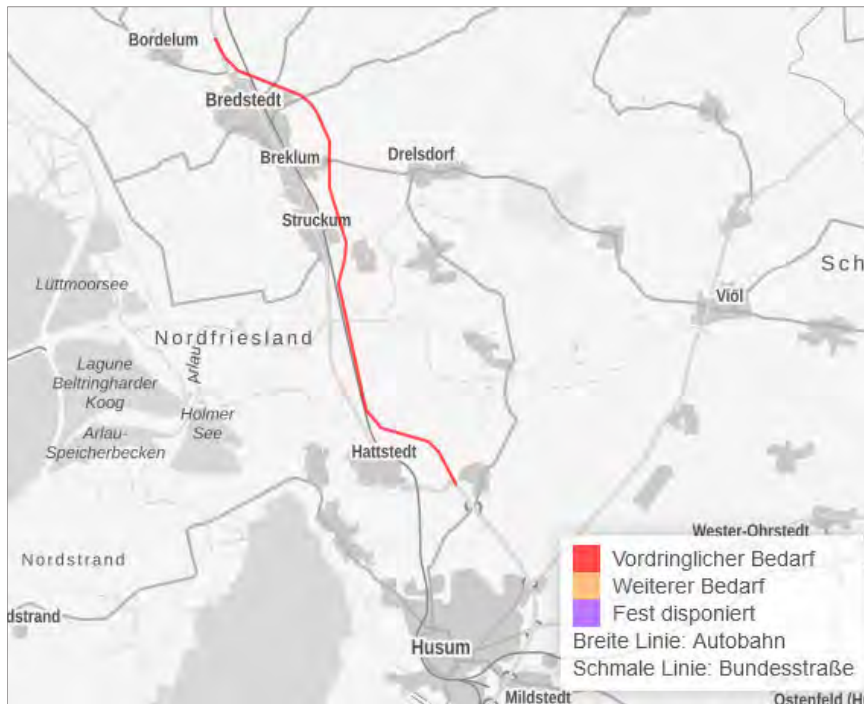 Bordelum
Bredstedt
Breklum
Drelsdorf
Struckum
Sch
Lüttmoorsee
Viöl
Nordfriesland
Arlau
Lagune
Beltringharder
Koog
Holmer
See
Arlau-
Speicherbecken
Hattstedt
Wester-Ohrstedt
Nordstrand
dstrand
Husum
Mildstedt
Ostenfeld (H
Vordringlicher Bedarf
Weiterer Bedarf
Fest disponiert
Breite Linie: Autobahn
Schmale Linie: Bundesstraße